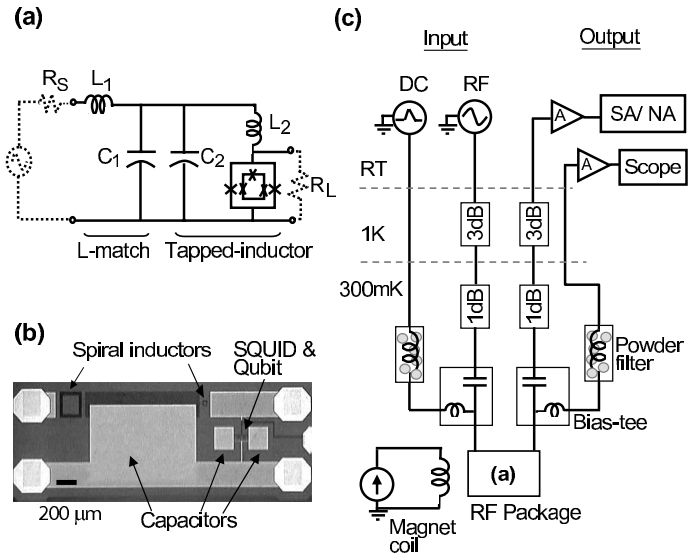 (a)
R_S
L_1
L_2
C_1
C_2
R_L
L-match
Tapped-inductor
(b)
Spiral inductors
SQUID &
Qubit
200 µm
Capacitors
(c)
Input
Output
DC
RF
A
SA/ NA
A
Scope
RT
3dB
3dB
1K
300mK
1dB
1dB
Powder
filter
Bias-tee
(a)
RF Package
Magnet
coil